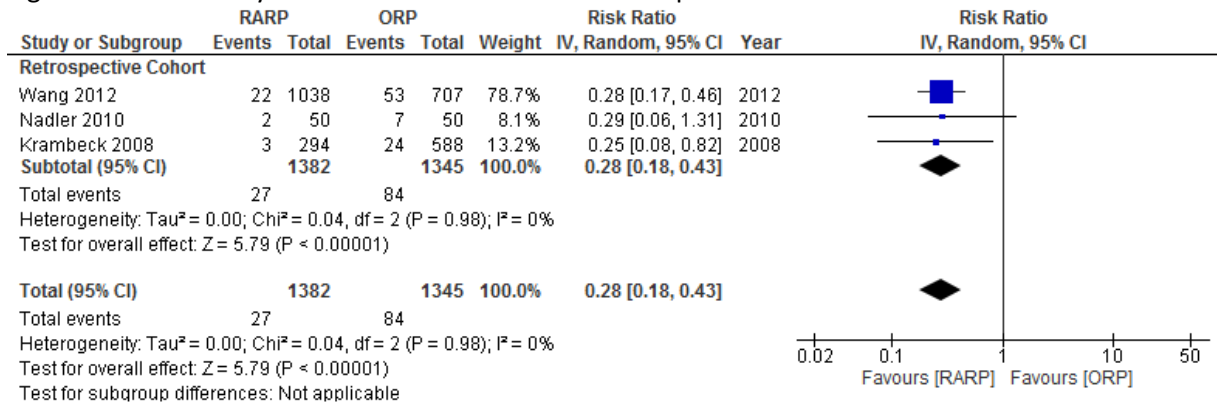 RARP ORP Risk Ratio Risk Ratio
Study or Subgroup Events Total Events Total Weight IV, Random, 95% CI Year IV, Random, 95% CI
Retrospective Cohort
Wang 2012 22 1038 53 707 78.7% 0.28 [0.17, 0.46] 2012
Nadler 2010 2 50 7 50 8.1% 0.29 [0.06, 1.31] 2010
Krambeck 2008 3 294 24 588 13.2% 0.25 [0.08, 0.82] 2008
Subtotal (95% CI) 1382 1345 100.0% 0.28 [0.18, 0.43]
Total events 27 84
Heterogeneity: Tau² = 0.00; Chi² = 0.04, df = 2 (P = 0.98); I² = 0%
Test for overall effect: Z = 5.79 (P < 0.00001)
Total (95% CI) 1382 1345 100.0% 0.28 [0.18, 0.43]
Total events 27 84
Heterogeneity: Tau² = 0.00; Chi² = 0.04, df = 2 (P = 0.98); I² = 0%
Test for overall effect: Z = 5.79 (P < 0.00001)
Test for subgroup differences: Not applicable
0.02 0.1 1 10 50
Favours [RARP] Favours [ORP]